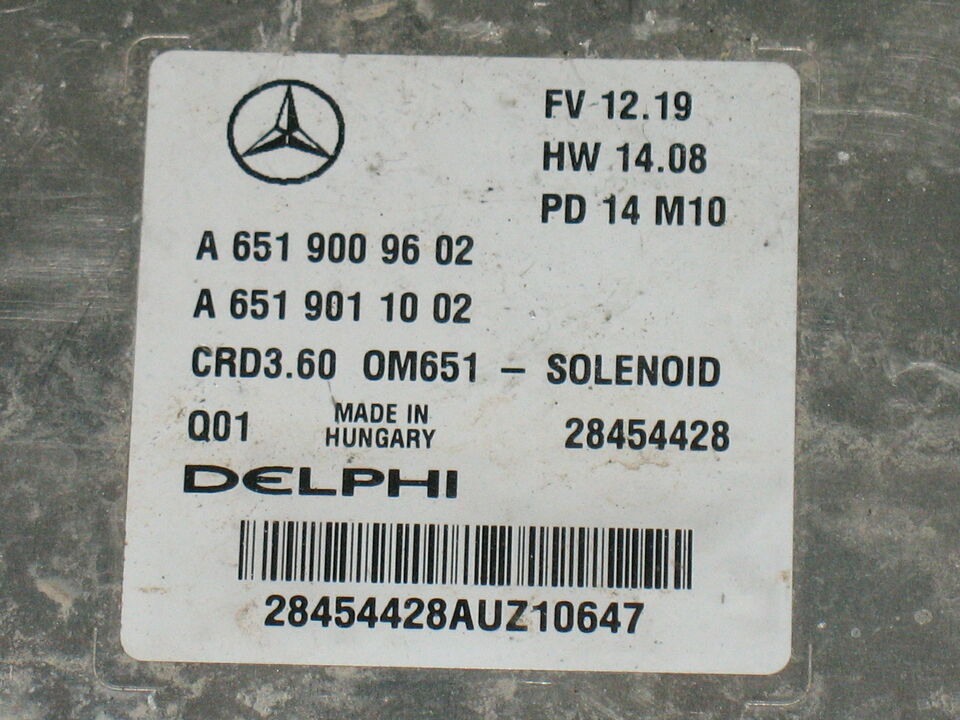 FV 12.19
HW 14.08
PD 14 M10
A 651 900 96 02
A 651 901 10 02
CRD3.60 OM651 – SOLENOID
Q01 MADE IN HUNGARY 28454428
DELPHI
28454428AUZ10647